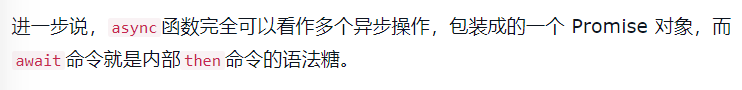 进一步说，async函数完全可以看作多个异步操作，包装成的一个 Promise 对象，而
await命令就是内部then命令的语法糖。